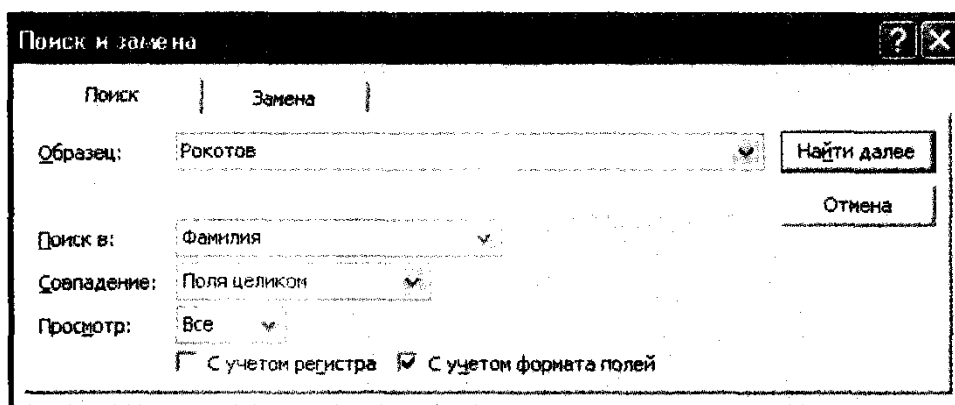 Поиск и замена
Поиск Замена
Образец: Рокотов Найти далее
Отмена
Поиск в: Фамилия
Совпадение: Поля целиком
Просмотр: Все
С учетом регистра С учетом формата полей